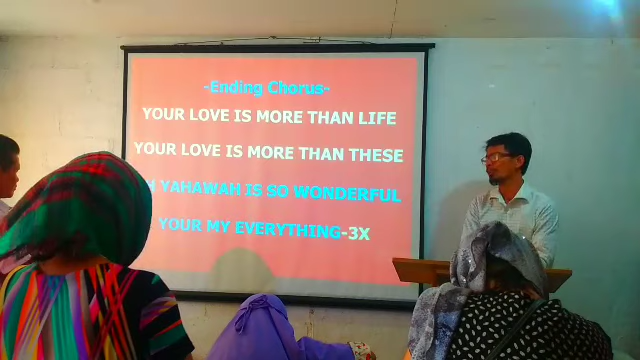 -Ending Chorus-
YOUR LOVE IS MORE THAN LIFE
YOUR LOVE IS MORE THAN THESE
YAHAWAH IS SO WONDERFUL
YOUR MY EVERYTHING-3X